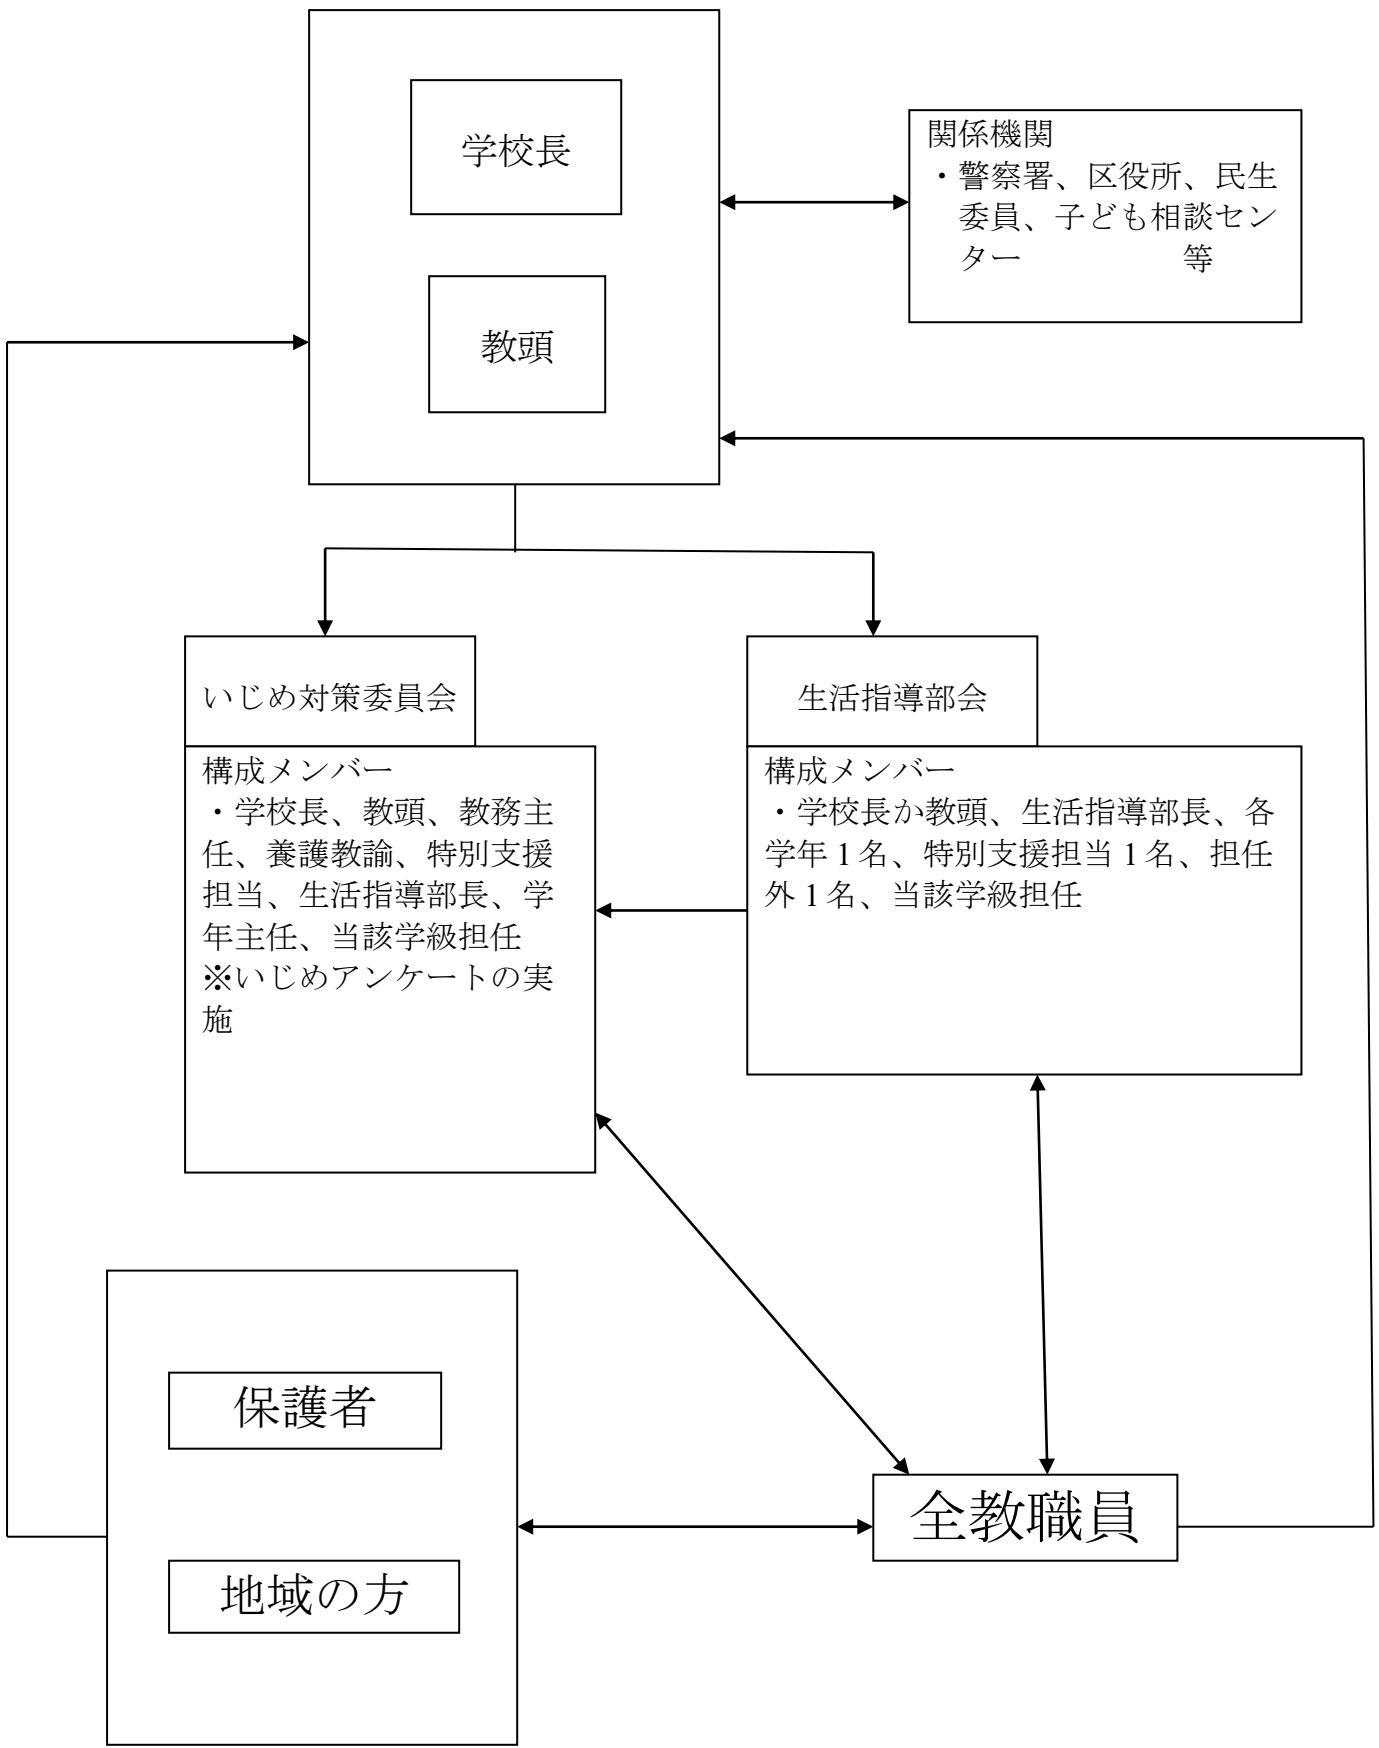 学校長
教頭
関係機関
・警察署、区役所、民生
委員、子ども相談セン
ター　　　　　等
いじめ対策委員会
構成メンバー
・学校長、教頭、教務主
任、養護教諭、特別支援
担当、生活指導部長、学
年主任、当該学級担任
※いじめアンケートの実
施
生活指導部会
構成メンバー
・学校長か教頭、生活指導部長、各
学年 1 名、特別支援担当 1 名、担任
外 1 名、当該学級担任
保護者
地域の方
全教職員